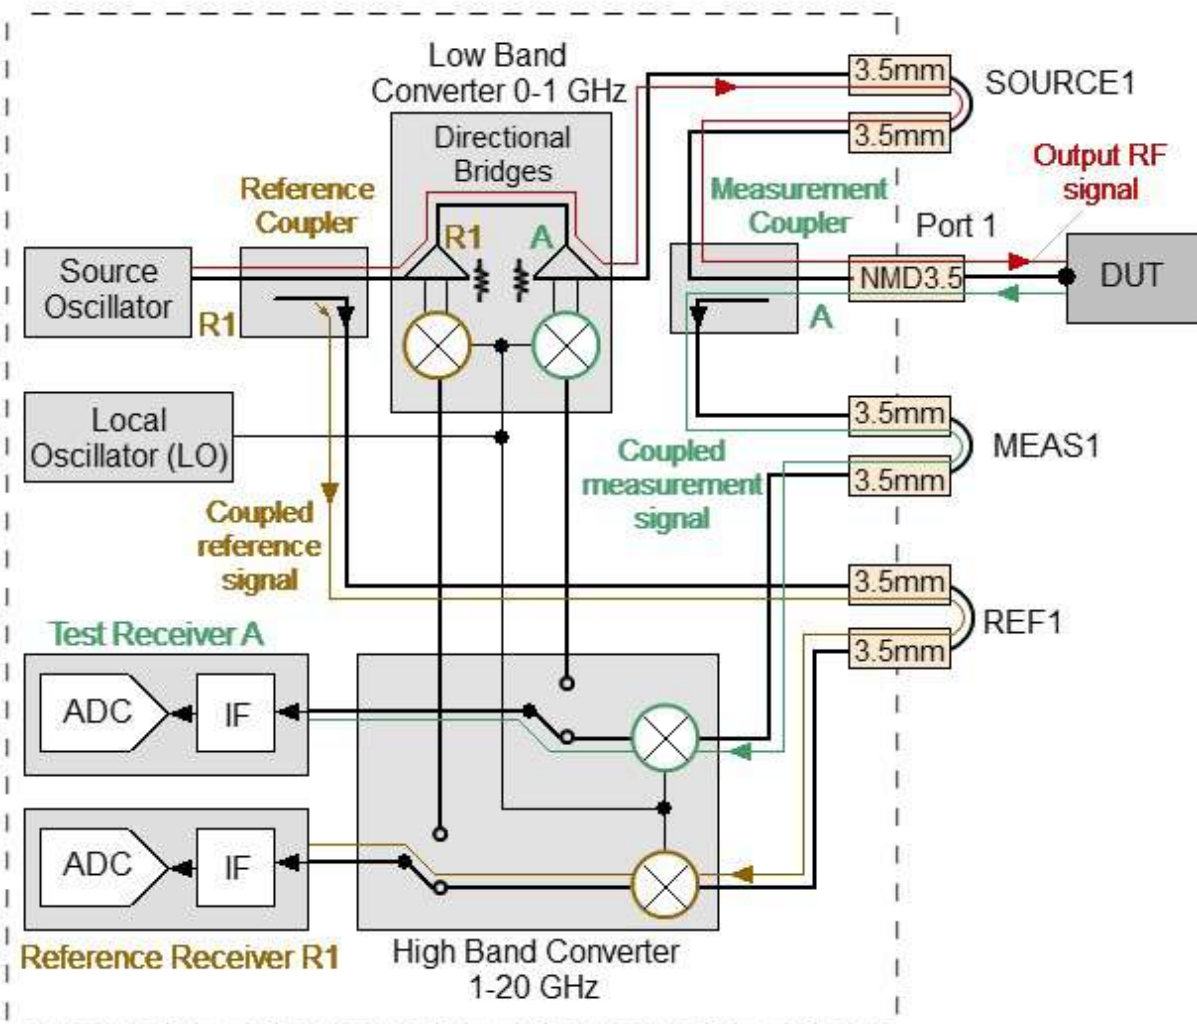 Low Band
Converter 0-1 GHz
Directional
Bridges
3.5mm
SOURCE1
3.5mm
Output RF
signal
Reference
Coupler
Measurement
Coupler
Port 1
R1
A
Source
Oscillator
R1
NMD3.5
DUT
A
Local
Oscillator (LO)
3.5mm
MEAS1
3.5mm
Coupled
measurement
signal
Coupled
reference
signal
3.5mm
REF1
3.5mm
Test Receiver A
ADC
IF
ADC
IF
Reference Receiver R1
High Band Converter
1-20 GHz